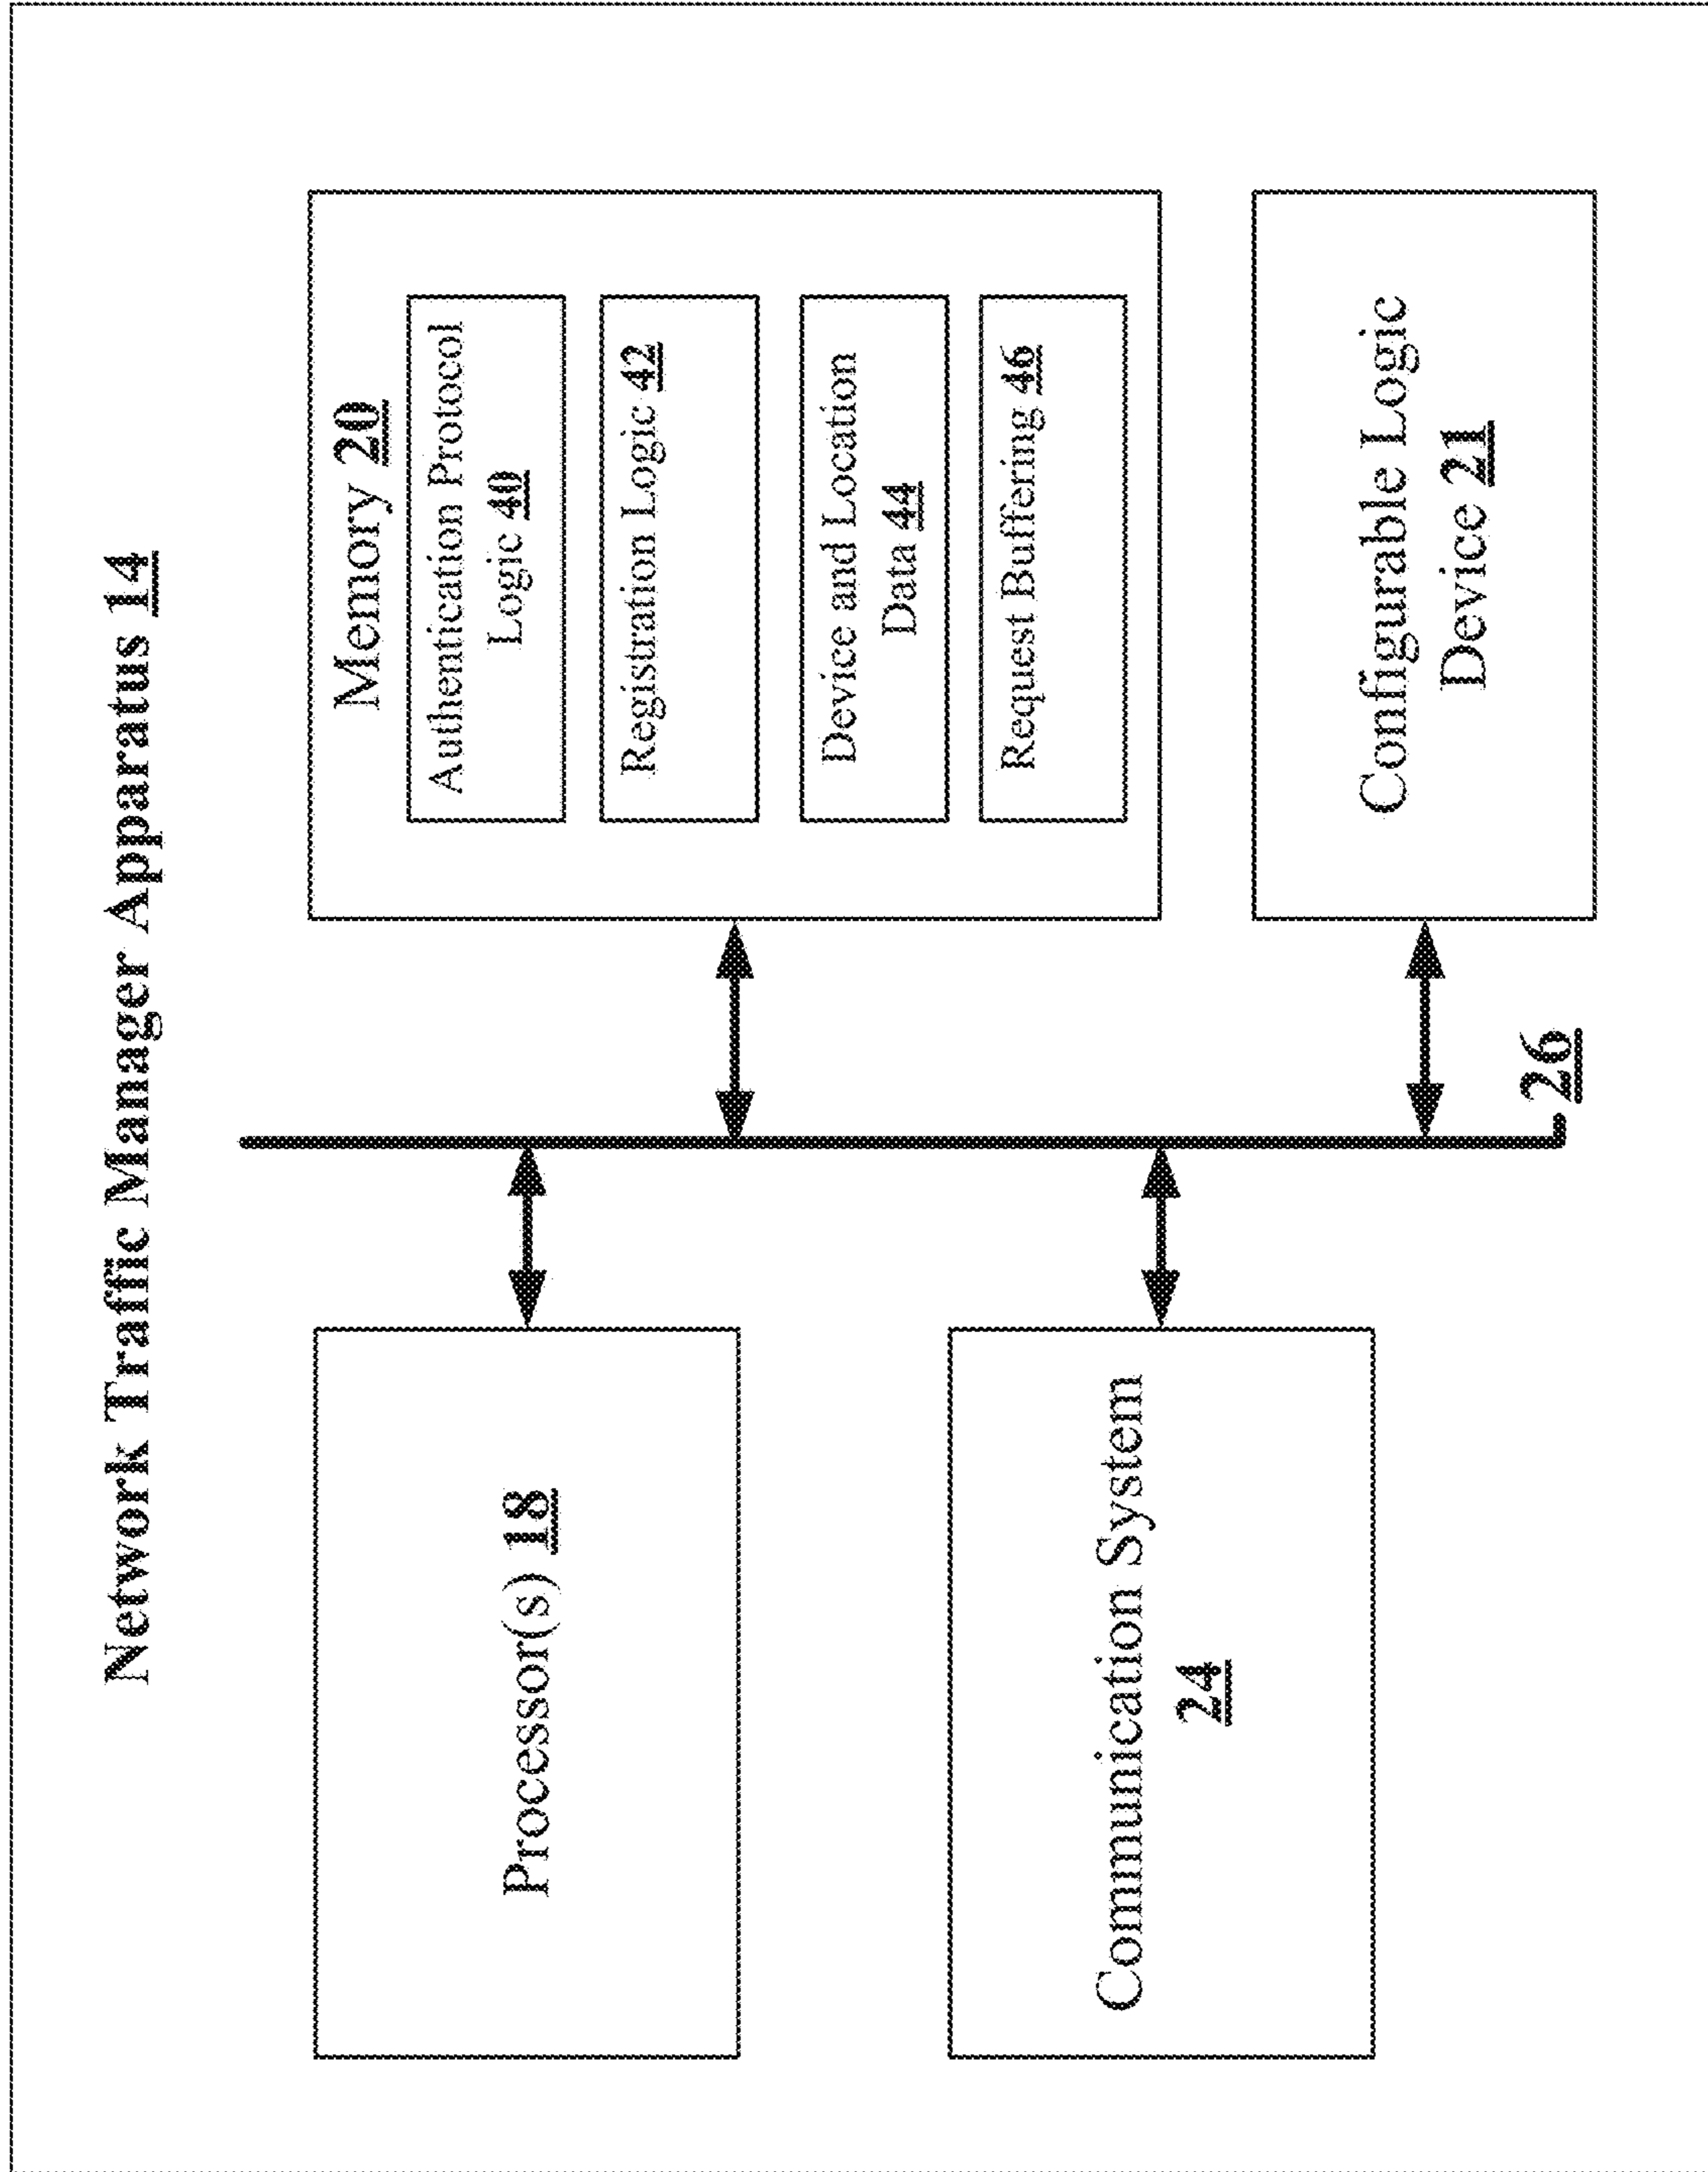 Network Traffic Manager Apparatus 14
Processor(s) 18
Communication System
24
26
Memory 20
Authentication Protocol
Logic 40
Registration Logic 42
Device and Location
Data 44
Request Buffering 46
Configurable Logic
Device 21